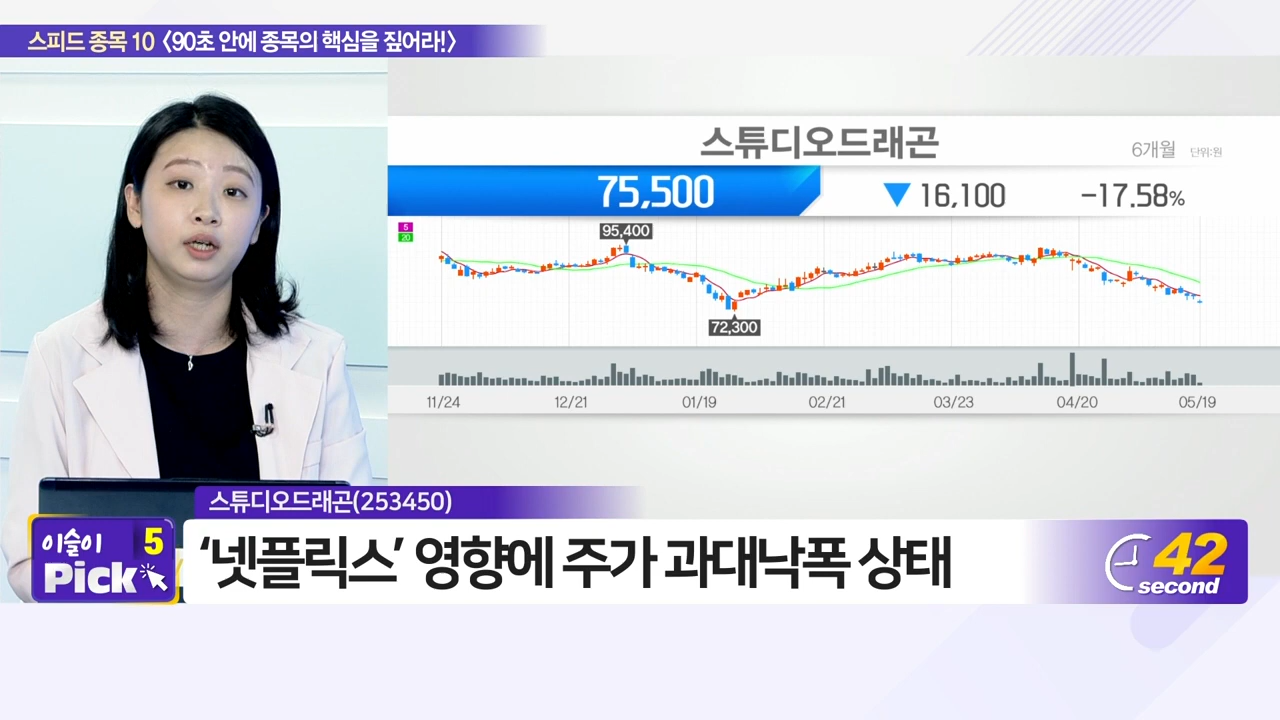 스피드 종목 10 <90초 안에 종목의 핵심을 짚어라!>
스튜디오드래곤
6개월 단위:원
75,500 ▼ 16,100 -17.58%
5
20
95,400
72,300
11/24 12/21 01/19 02/21 03/23 04/20 05/19
스튜디오드래곤(253450)
이슬이 5
Pick
‘넷플릭스’ 영향에 주가 과대낙폭 상태
42
second